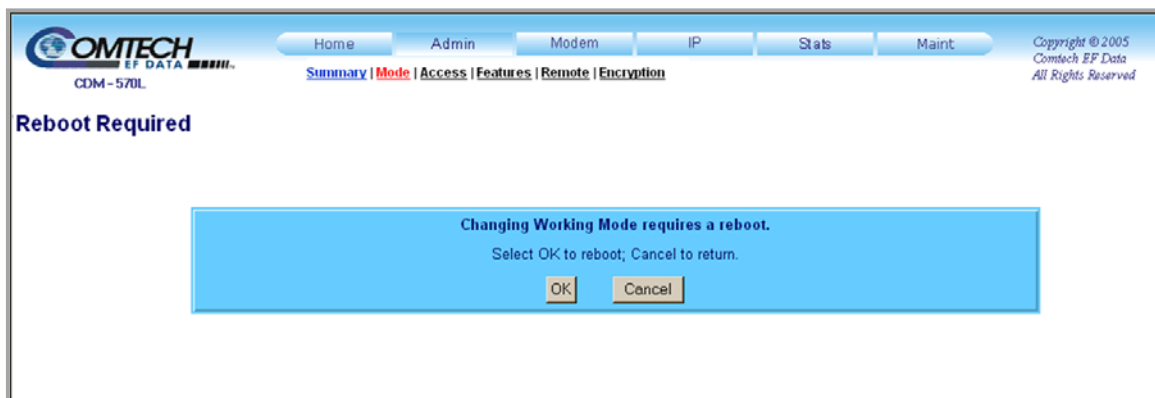 COMTECH
EF DATA
CDM - 570L
Home Admin Modem IP Stats Maint
Summary | Mode | Access | Features | Remote | Encryption
Copyright © 2005
Comtech EF Data
All Rights Reserved
Reboot Required
Changing Working Mode requires a reboot.
Select OK to reboot; Cancel to return.
OK Cancel